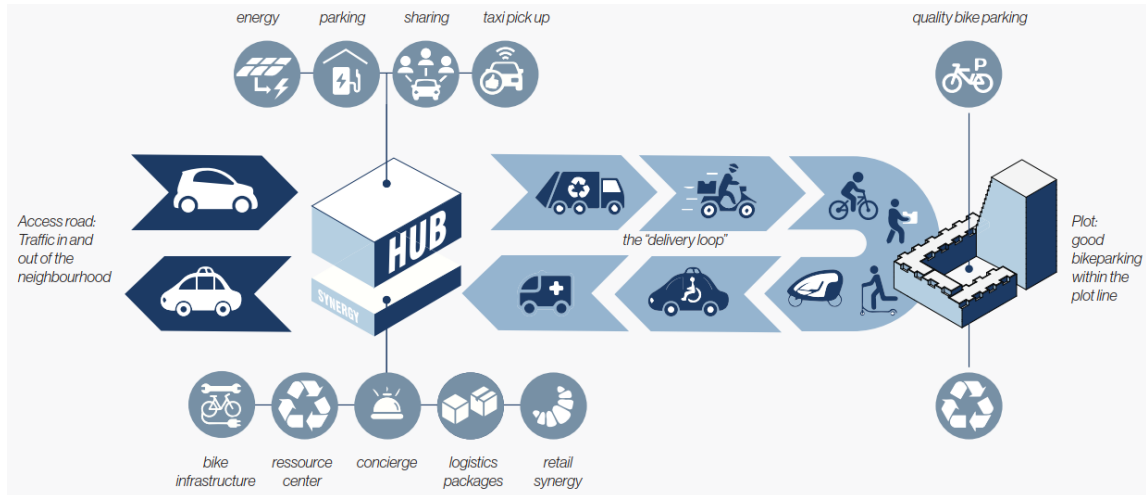 energy
parking
sharing
taxi pick up
quality bike parking
P
Access road:
Traffic in and
out of the
neighbourhood
HUB
SYNERGY
the “delivery loop”
Plot:
good
bikeparking
within the
plot line
bike
infrastructure
ressource
center
concierge
logistics
packages
retail
synergy